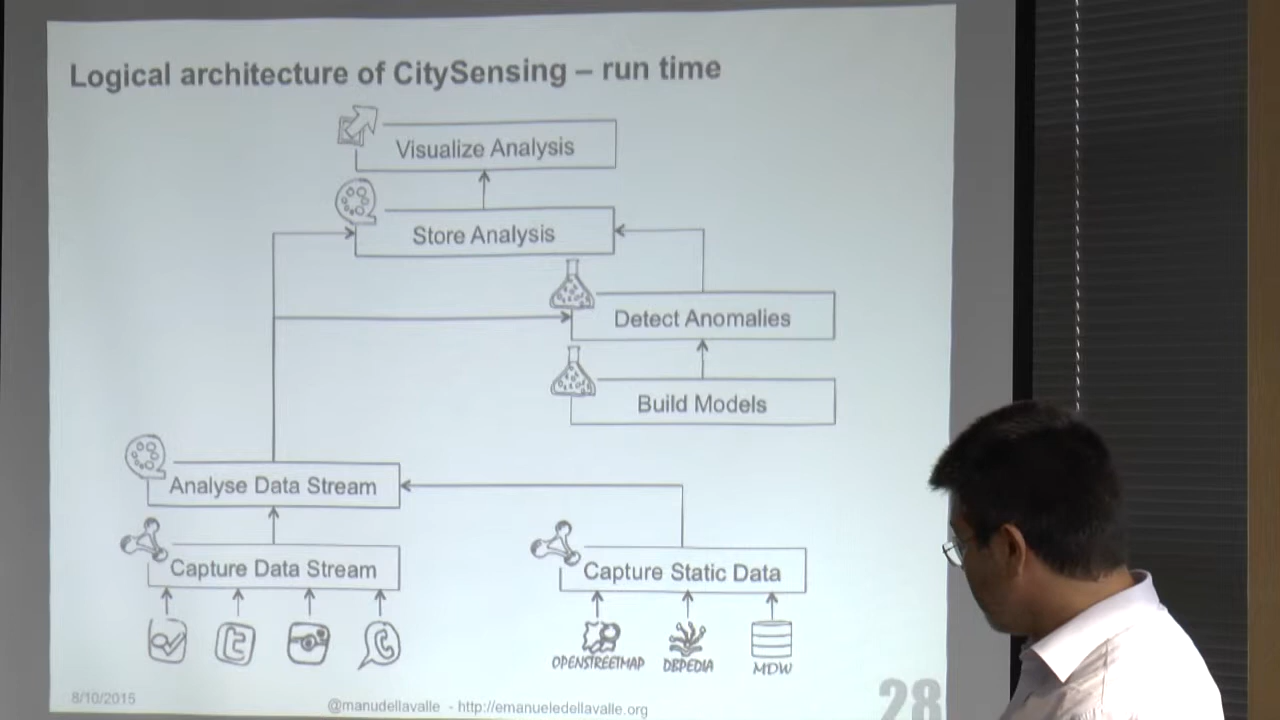 Logical architecture of CitySensing – run time
Visualize Analysis
Store Analysis
Detect Anomalies
Build Models
Analyse Data Stream
Capture Data Stream
Capture Static Data
OPENSTREETMAP
DBPEDIA
MDW
8/10/2015
@manudellavalle - http://emanueledellavalle.org
28